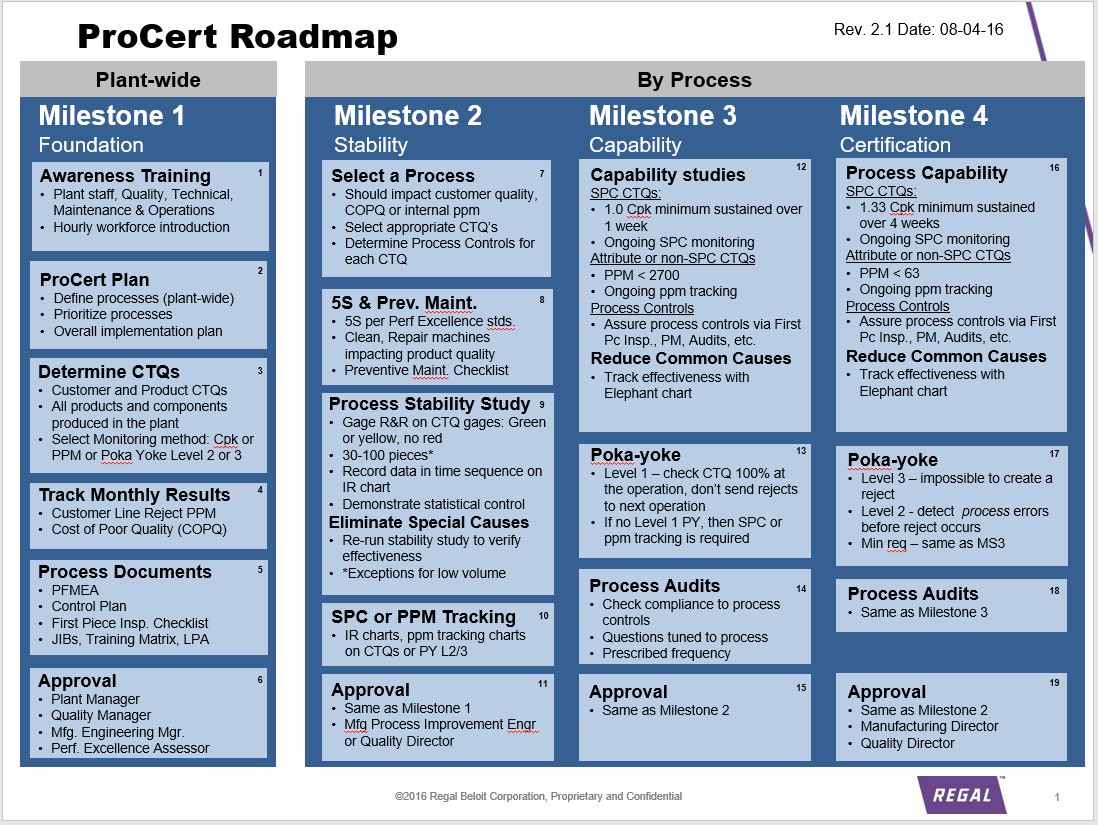 ProCert Roadmap
Rev. 2.1 Date: 08-04-16
Plant-wide
Milestone 1
Foundation
Awareness Training 1
• Plant staff, Quality, Technical,
Maintenance & Operations
• Hourly workforce introduction
ProCert Plan 2
• Define processes (plant-wide)
• Prioritize processes
• Overall implementation plan
Determine CTQs 3
• Customer and Product CTQs
• All products and components
produced in the plant
• Select Monitoring method: Cpk or
PPM or Poka Yoke Level 2 or 3
Track Monthly Results 4
• Customer Line Reject PPM
• Cost of Poor Quality (COPQ)
Process Documents 5
• PFMEA
• Control Plan
• First Piece Insp. Checklist
• JIBs, Training Matrix, LPA
Approval 6
• Plant Manager
• Quality Manager
• Mfg. Engineering Mgr.
• Perf. Excellence Assessor
By Process
Milestone 2
Stability
Select a Process 7
• Should impact customer quality,
COPQ or internal ppm
• Select appropriate CTQ's
• Determine Process Controls for
each CTQ
5S & Prev. Maint. 8
• 5S per Perf Excellence stds.
• Clean, Repair machines
impacting product quality
• Preventive Maint. Checklist
Process Stability Study 9
• Gage R&R on CTQ gages: Green
or yellow, no red
• 30-100 pieces*
• Record data in time sequence on
IR chart
• Demonstrate statistical control
Eliminate Special Causes
• Re-run stability study to verify
effectiveness
• *Exceptions for low volume
SPC or PPM Tracking 10
• IR charts, ppm tracking charts
on CTQs or PY L2/3
Approval 11
• Same as Milestone 1
• Mfg Process Improvement Engr
or Quality Director
Milestone 3
Capability
Capability studies 12
SPC CTQs:
• 1.0 Cpk minimum sustained over
1 week
• Ongoing SPC monitoring
Attribute or non-SPC CTQs
• PPM < 2700
• Ongoing ppm tracking
Process Controls
• Assure process controls via First
Pc Insp., PM, Audits, etc.
Reduce Common Causes
• Track effectiveness with
Elephant chart
Poka-yoke 13
• Level 1 – check CTQ 100% at
the operation, don't send rejects
to next operation
• If no Level 1 PY, then SPC or
ppm tracking is required
Process Audits 14
• Check compliance to process
controls
• Questions tuned to process
• Prescribed frequency
Approval 15
• Same as Milestone 2
Milestone 4
Certification
Process Capability 16
SPC CTQs:
• 1.33 Cpk minimum sustained
over 4 weeks
• Ongoing SPC monitoring
Attribute or non-SPC CTQs
• PPM < 63
• Ongoing ppm tracking
Process Controls
• Assure process controls via First
Pc Insp., PM, Audits, etc.
Reduce Common Causes
• Track effectiveness with
Elephant chart
Poka-yoke 17
• Level 3 – impossible to create a
reject
• Level 2 - detect process errors
before reject occurs
• Min req – same as MS3
Process Audits 18
• Same as Milestone 3
Approval 19
• Same as Milestone 2
• Manufacturing Director
• Quality Director
©2016 Regal Beloit Corporation, Proprietary and Confidential
REGAL™
1